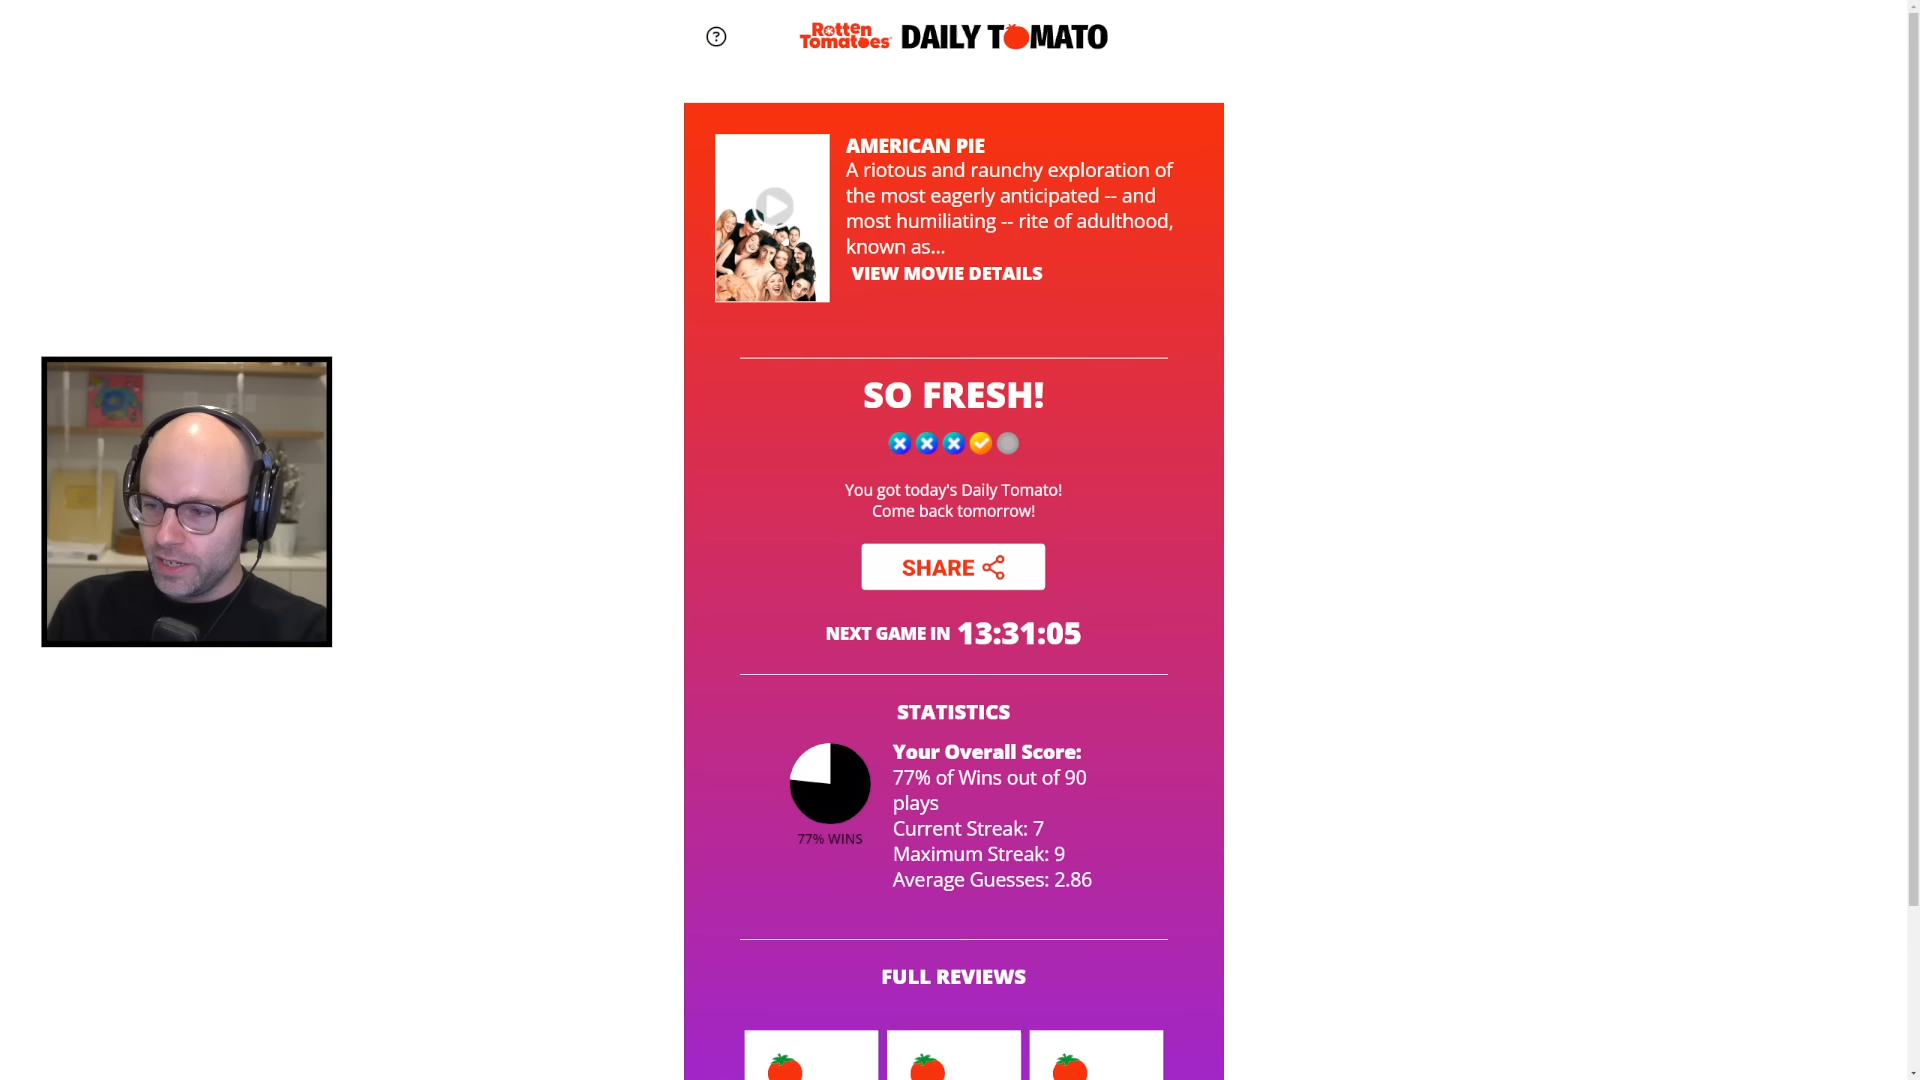 Rotten
Tomatoes
DAILY TOMATO
AMERICAN PIE
A riotous and raunchy exploration of
the most eagerly anticipated -- and
most humiliating -- rite of adulthood,
known as...
VIEW MOVIE DETAILS
SO FRESH!
You got today's Daily Tomato!
Come back tomorrow!
SHARE
NEXT GAME IN 13:31:05
STATISTICS
Your Overall Score:
77% of Wins out of 90
plays
Current Streak: 7
Maximum Streak: 9
Average Guesses: 2.86
77% WINS
FULL REVIEWS